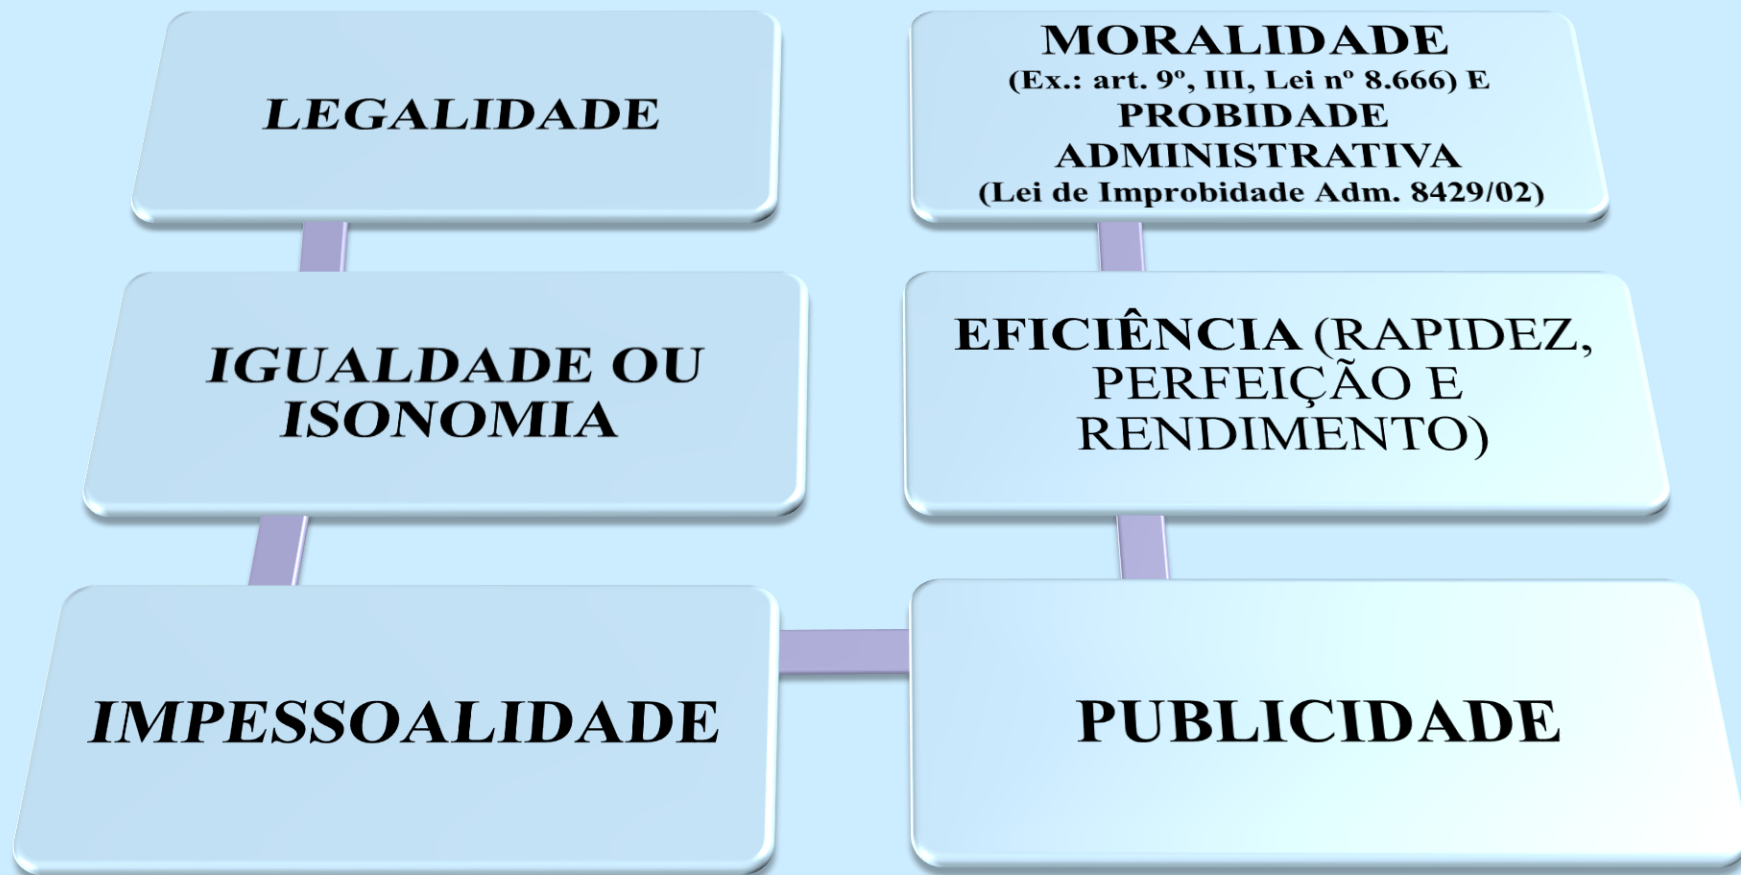 LEGALIDADE
IGUALDADE OU
ISONOMIA
IMPESSOALIDADE
PUBLICIDADE
EFICIÊNCIA (RAPIDEZ,
PERFEIÇÃO E
RENDIMENTO)
MORALIDADE
(Ex.: art. 9º, III, Lei nº 8.666) E
PROBIDADE
ADMINISTRATIVA
(Lei de Improbidade Adm. 8429/02)